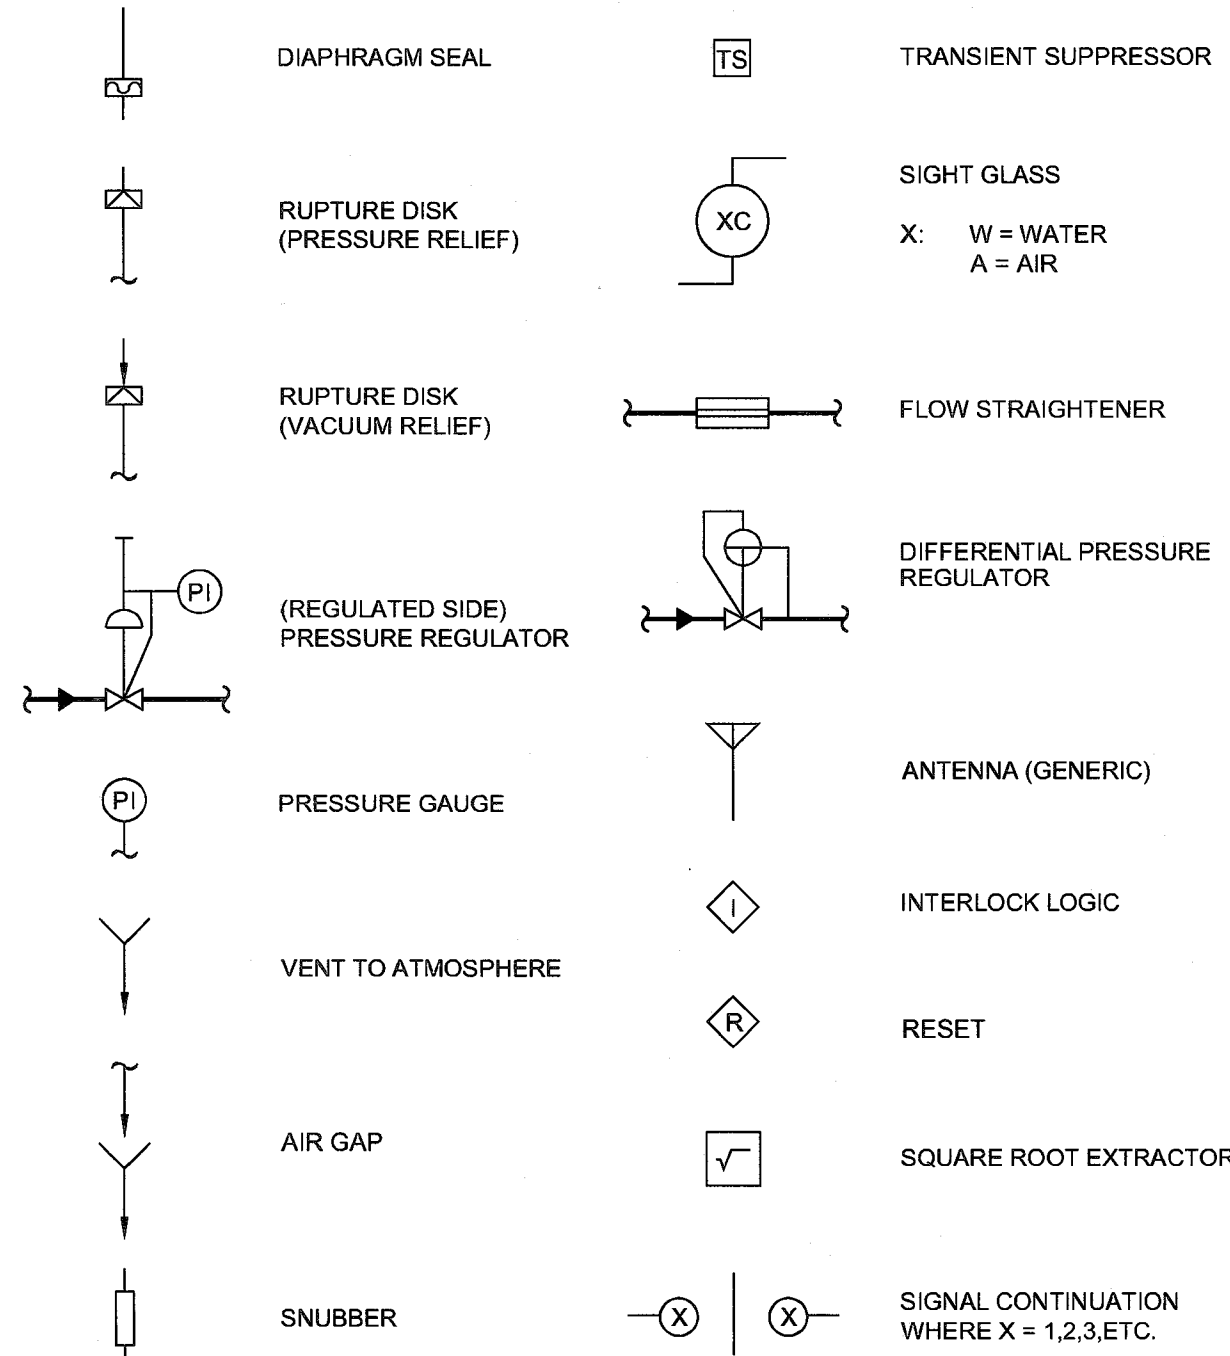 DIAPHRAGM SEAL
RUPTURE DISK
(PRESSURE RELIEF)
RUPTURE DISK
(VACUUM RELIEF)
PI
(REGULATED SIDE)
PRESSURE REGULATOR
PI
PRESSURE GAUGE
VENT TO ATMOSPHERE
AIR GAP
SNUBBER
TS
TRANSIENT SUPPRESSOR
XC
SIGHT GLASS
X: W = WATER
A = AIR
FLOW STRAIGHTENER
DIFFERENTIAL PRESSURE
REGULATOR
ANTENNA (GENERIC)
I
INTERLOCK LOGIC
R
RESET
√
SQUARE ROOT EXTRACTOR
X X
SIGNAL CONTINUATION
WHERE X = 1,2,3,ETC.